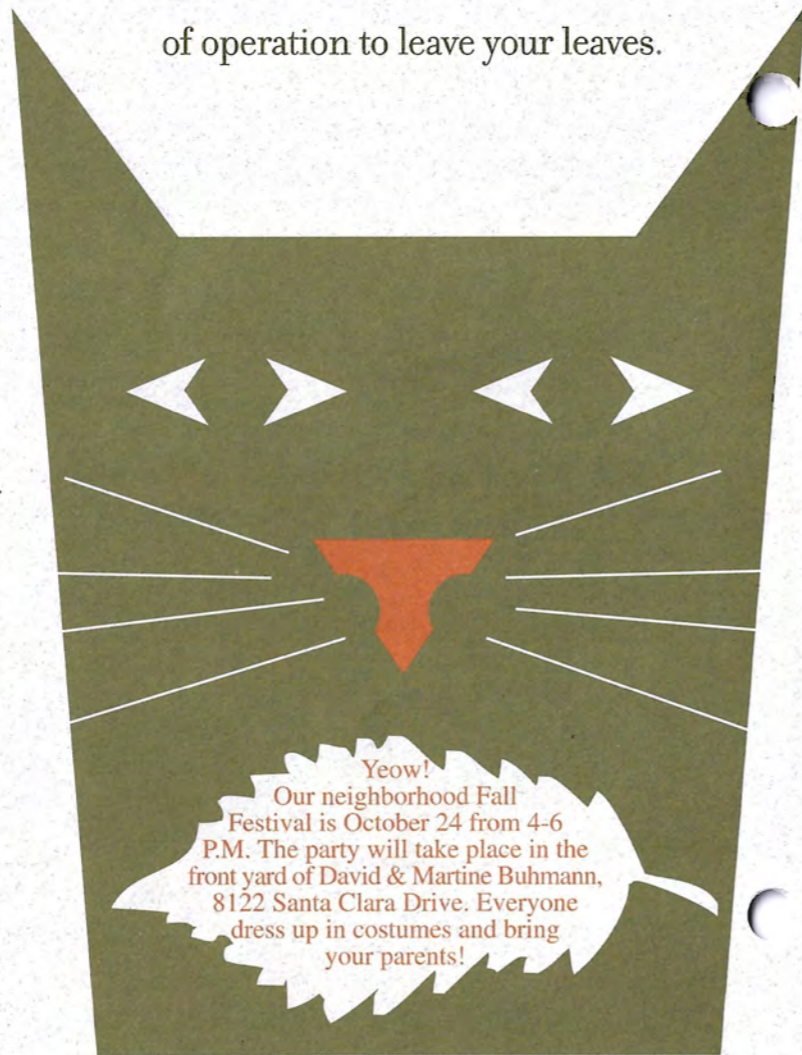 of operation to leave your leaves.
Yeow!
Our neighborhood Fall
Festival is October 24 from 4-6
P.M. The party will take place in the
front yard of David & Martine Buhmann,
8122 Santa Clara Drive. Everyone
dress up in costumes and bring
your parents!